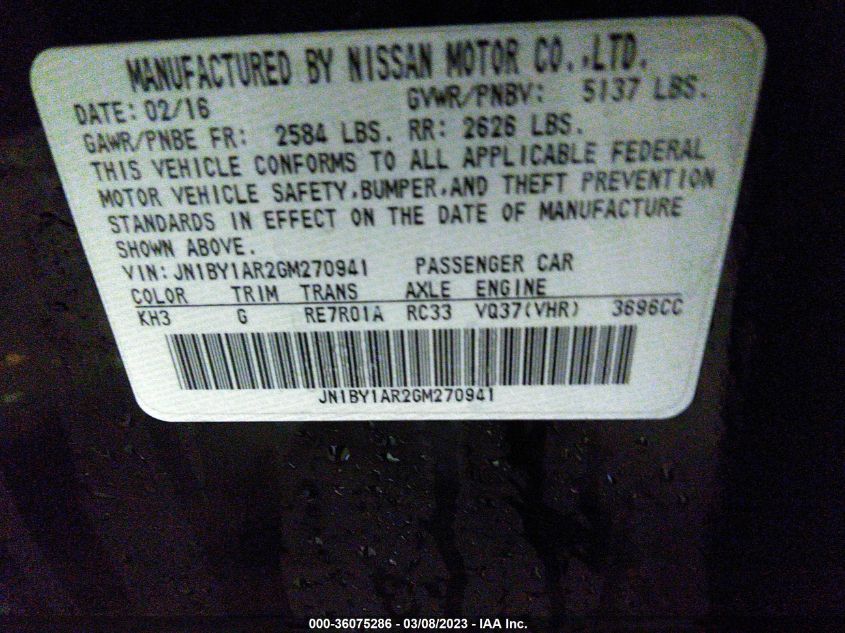 MANUFACTURED BY NISSAN MOTOR CO.,LTD.
DATE: 02/16 GVWR/PNBV: 5137 LBS.
GAWR/PNBE FR: 2584 LBS. RR: 2626 LBS.
THIS VEHICLE CONFORMS TO ALL APPLICABLE FEDERAL
MOTOR VEHICLE SAFETY,BUMPER,AND THEFT PREVENTION
STANDARDS IN EFFECT ON THE DATE OF MANUFACTURE
SHOWN ABOVE.
VIN: JN1BY1AR2GM270941 PASSENGER CAR
COLOR TRIM TRANS AXLE ENGINE
KH3 G RE7R01A RC33 VQ37(VHR) 3696CC
JN1BY1AR2GM270941
000-36075286 - 03/08/2023 - IAA Inc.